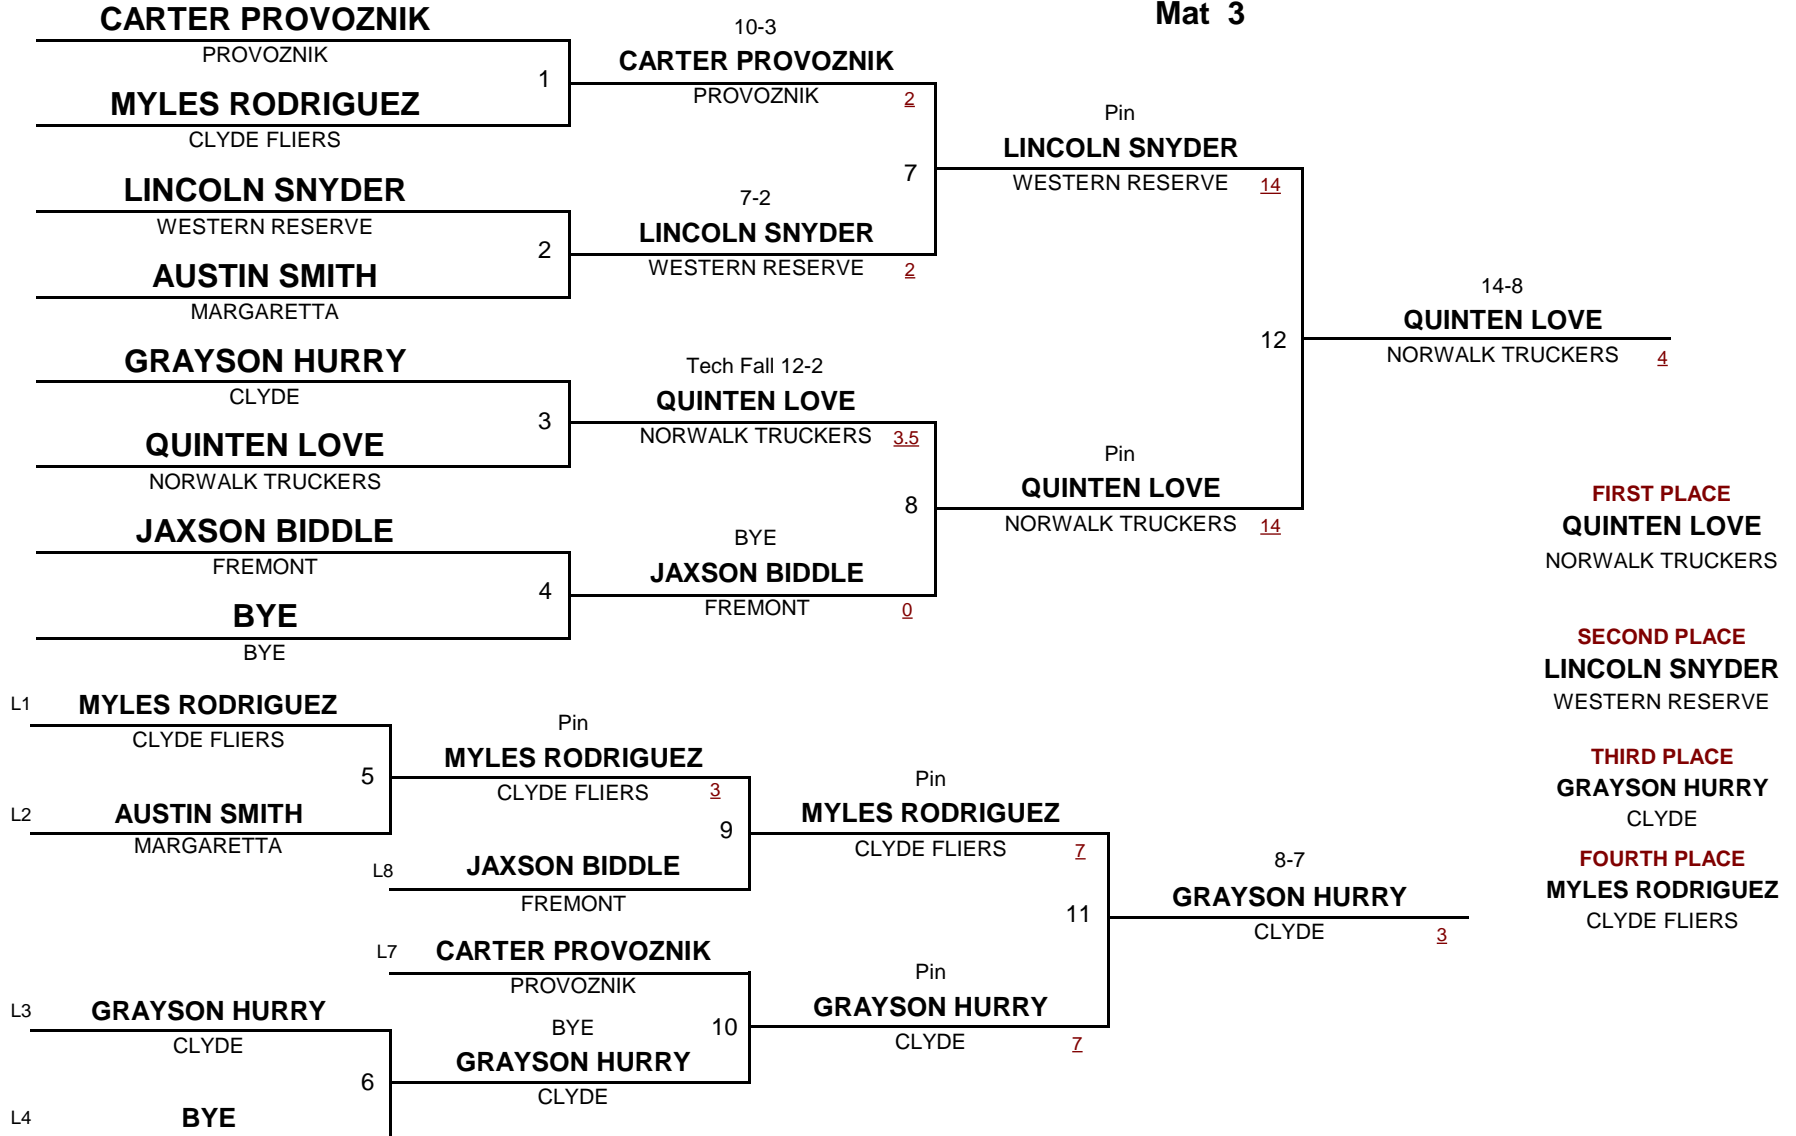 Mat 3
CARTER PROVOZNIK
PROVOZNIK
1
MYLES RODRIGUEZ
CLYDE FLIERS
LINCOLN SNYDER
WESTERN RESERVE
2
AUSTIN SMITH
MARGARETTA
GRAYSON HURRY
CLYDE
3
QUINTEN LOVE
NORWALK TRUCKERS
JAXSON BIDDLE
FREMONT
4
BYE
BYE
10-3
CARTER PROVOZNIK
PROVOZNIK 2
7
7-2
LINCOLN SNYDER
WESTERN RESERVE 2
Tech Fall 12-2
QUINTEN LOVE
NORWALK TRUCKERS 3.5
8
BYE
JAXSON BIDDLE
FREMONT 0
Pin
LINCOLN SNYDER
WESTERN RESERVE 14
12
Pin
QUINTEN LOVE
NORWALK TRUCKERS 14
14-8
QUINTEN LOVE
NORWALK TRUCKERS 4
FIRST PLACE
QUINTEN LOVE
NORWALK TRUCKERS
SECOND PLACE
LINCOLN SNYDER
WESTERN RESERVE
THIRD PLACE
GRAYSON HURRY
CLYDE
FOURTH PLACE
MYLES RODRIGUEZ
CLYDE FLIERS
L1 MYLES RODRIGUEZ
CLYDE FLIERS
5
L2 AUSTIN SMITH
MARGARETTA
L3 GRAYSON HURRY
CLYDE
6
L4 BYE
Pin
MYLES RODRIGUEZ
CLYDE FLIERS 3
9
L8 JAXSON BIDDLE
FREMONT
L7 CARTER PROVOZNIK
PROVOZNIK
BYE 10
GRAYSON HURRY
CLYDE
Pin
MYLES RODRIGUEZ
CLYDE FLIERS 7
11
Pin
GRAYSON HURRY
CLYDE 7
8-7
GRAYSON HURRY
CLYDE 3